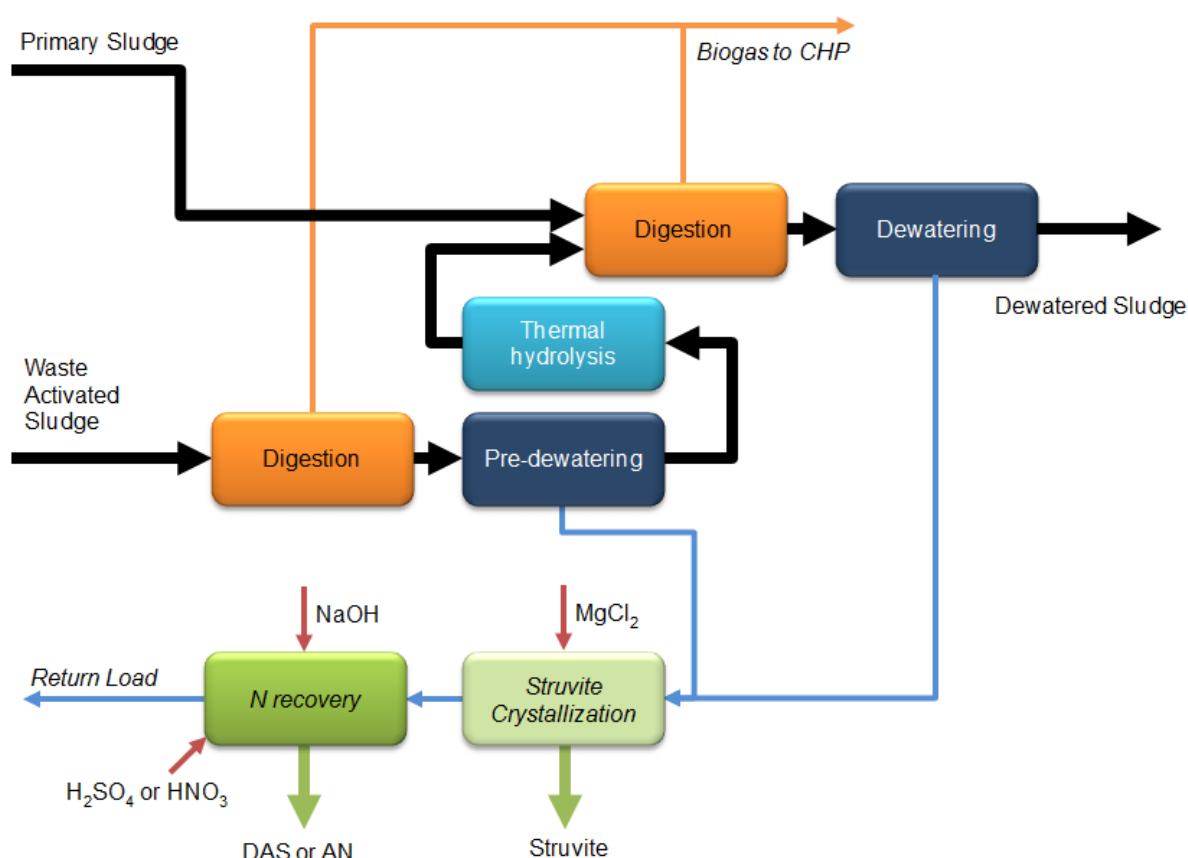 Primary Sludge
Biogas to CHP
Digestion
Dewatering
Dewatered Sludge
Thermal
hydrolysis
Waste
Activated
Sludge
Digestion
Pre-dewatering
NaOH
MgCl₂
Return Load
N recovery
Struvite
Crystallization
H₂SO₄ or HNO₃
DAS or AN
Struvite